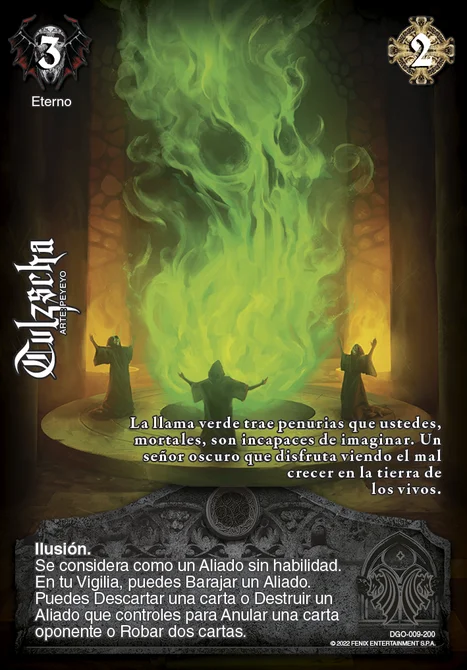 3
2
Eterno
Tulzscha
ARTE: PEYEYO
La llama verde trae penurias que ustedes,
mortales, son incapaces de imaginar. Un
señor oscuro que disfruta viendo el mal
crecer en la tierra de
los vivos.
Ilusión.
Se considera como un Aliado sin habilidad.
En tu Vigilia, puedes Barajar un Aliado.
Puedes Descartar una carta o Destruir un
Aliado que controles para Anular una carta
oponente o Robar dos cartas.
DGO-009-200
© 2022 FENIX ENTERTAINMENT S.P.A.